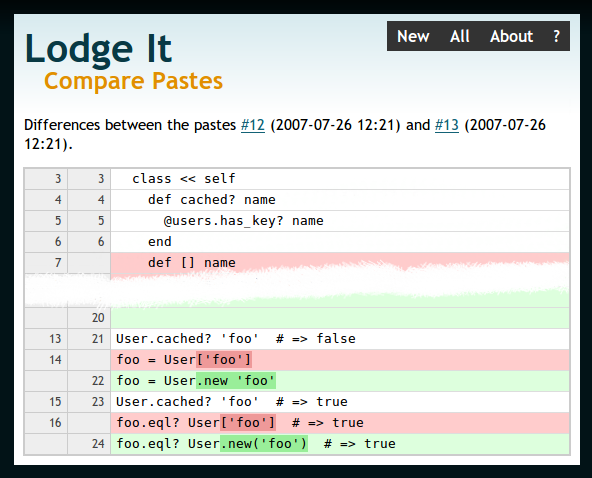 Lodge It
New All About ?
Compare Pastes
Differences between the pastes #12 (2007-07-26 12:21) and #13 (2007-07-26
12:21).
3 3 class << self
4 4 def cached? name
5 5 @users.has_key? name
6 6 end
7 def [] name
20
13 21 User.cached? 'foo' # => false
14 foo = User['foo']
22 foo = User.new 'foo'
15 23 User.cached? 'foo' # => true
16 foo.eql? User['foo'] # => true
24 foo.eql? User.new('foo') # => true